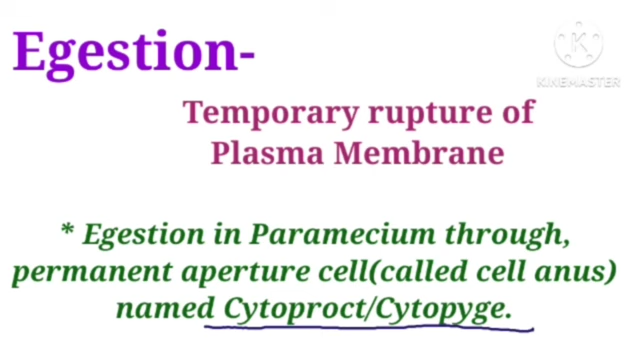 Egestion-
KINEMASTER
Temporary rupture of
Plasma Membrane
* Egestion in Paramecium through,
permanent aperture cell(called cell anus)
named Cytoproct/Cytopyge.